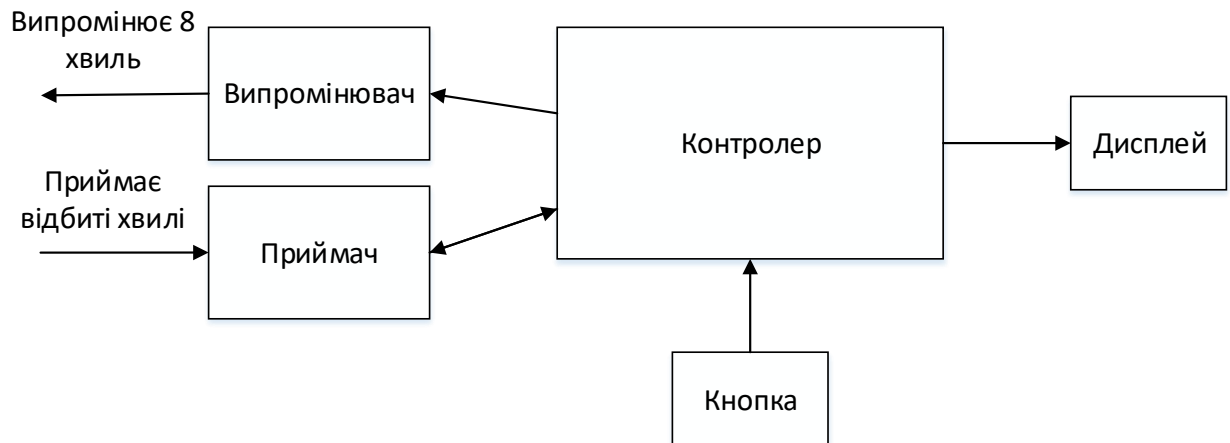 Випромінює 8
хвиль
Випромінювач
Контролер
Дисплей
Приймає
відбиті хвилі
Приймач
Кнопка